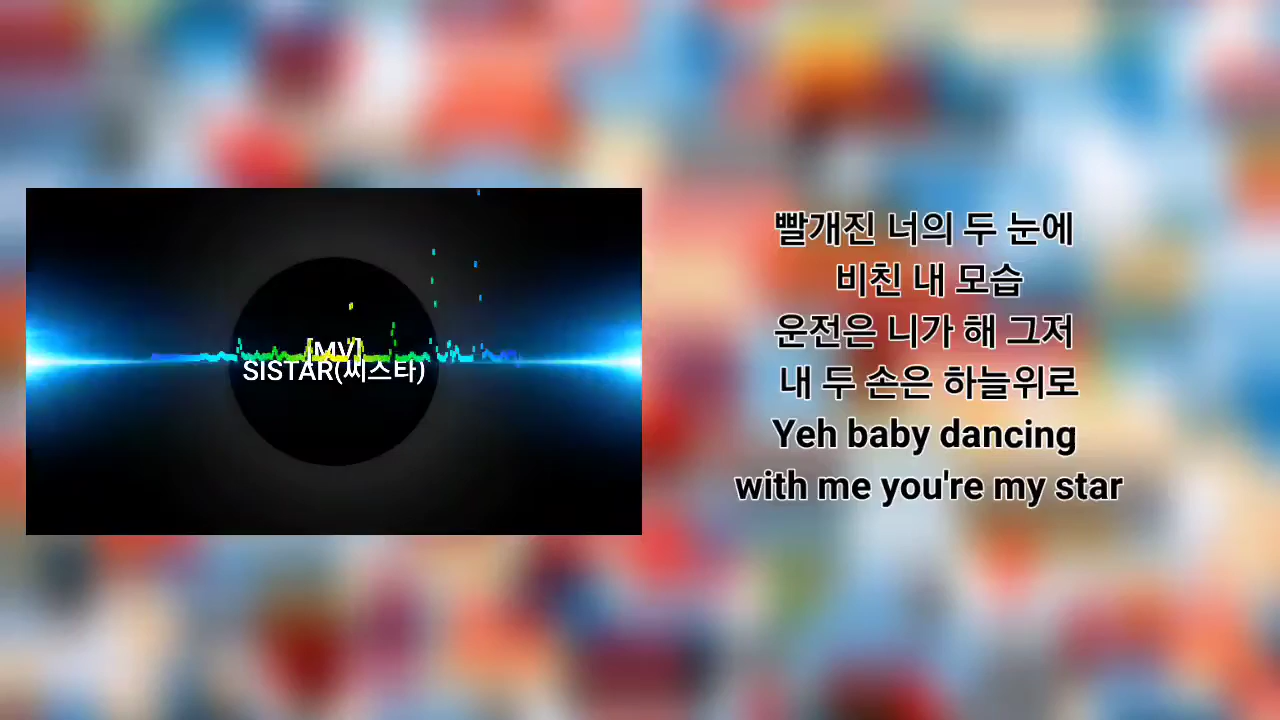 [MV]
SISTAR(씨스타)
빨개진 너의 두 눈에
비친 내 모습
운전은 니가 해 그저
내 두 손은 하늘위로
Yeh baby dancing
with me you're my star